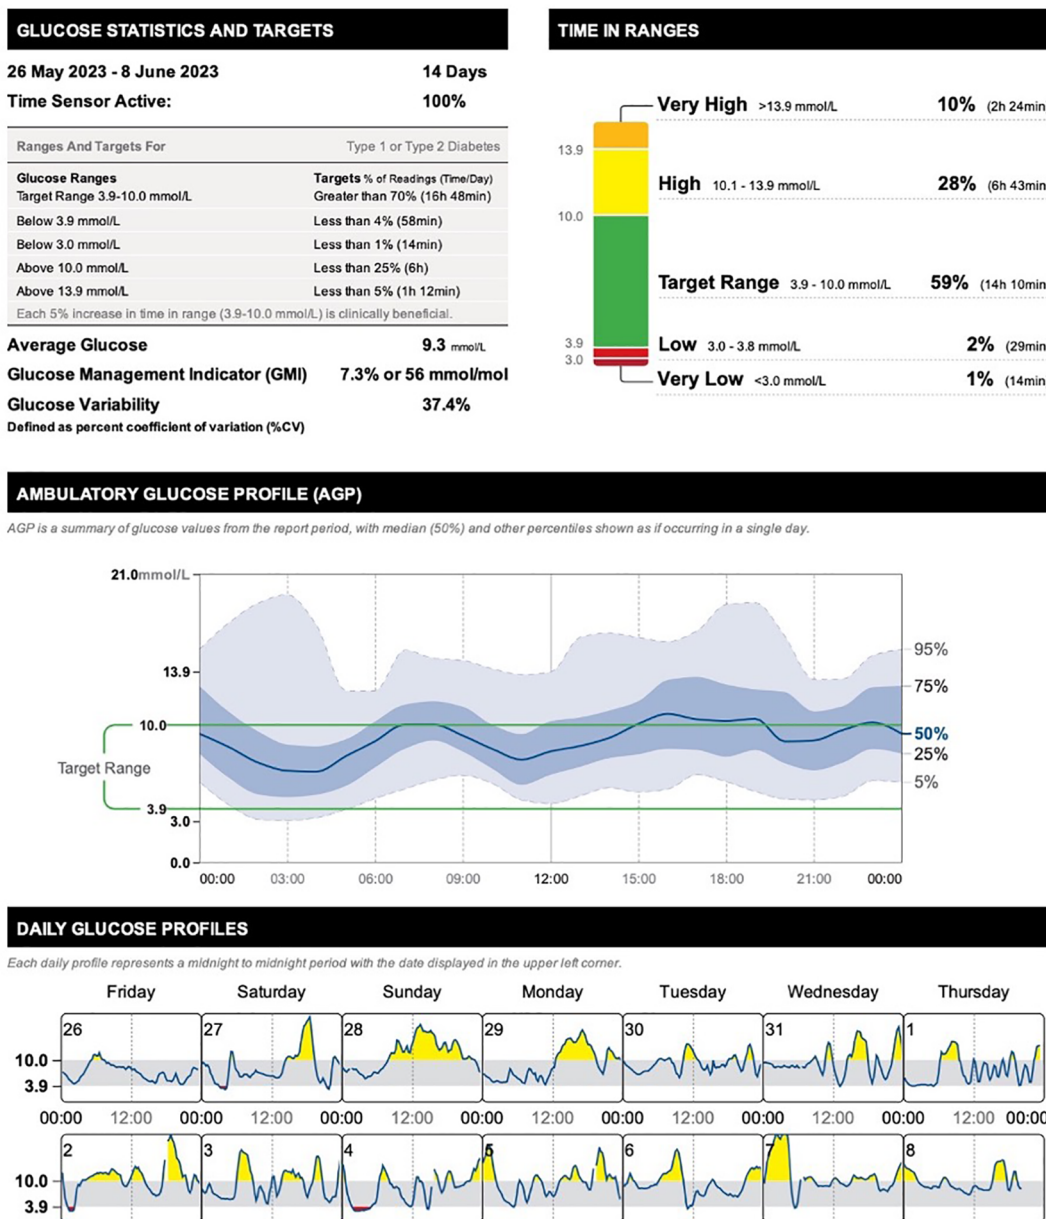 GLUCOSE STATISTICS AND TARGETS
26 May 2023 - 8 June 2023 14 Days
Time Sensor Active: 100%
Ranges And Targets For Type 1 or Type 2 Diabetes
Glucose Ranges Targets % of Readings (Time/Day)
Target Range 3.9-10.0 mmol/L Greater than 70% (16h 48min)
Below 3.9 mmol/L Less than 4% (58min)
Below 3.0 mmol/L Less than 1% (14min)
Above 10.0 mmol/L Less than 25% (6h)
Above 13.9 mmol/L Less than 5% (1h 12min)
Each 5% increase in time in range (3.9-10.0 mmol/L) is clinically beneficial.
Average Glucose 9.3 mmol/L
Glucose Management Indicator (GMI) 7.3% or 56 mmol/mol
Glucose Variability 37.4%
Defined as percent coefficient of variation (%CV)
TIME IN RANGES
Very High >13.9 mmol/L 10% (2h 24min
13.9
High 10.1 - 13.9 mmol/L 28% (6h 43min
10.0
Target Range 3.9 - 10.0 mmol/L 59% (14h 10min
3.9
Low 3.0 - 3.8 mmol/L 2% (29min
3.0
Very Low <3.0 mmol/L 1% (14min
AMBULATORY GLUCOSE PROFILE (AGP)
AGP is a summary of glucose values from the report period, with median (50%) and other percentiles shown as if occurring in a single day.
21.0mmol/L
95%
13.9
75%
10.0
50%
25%
Target Range
5%
3.9
3.0
0.0
00:00 03:00 06:00 09:00 12:00 15:00 18:00 21:00 00:00
DAILY GLUCOSE PROFILES
Each daily profile represents a midnight to midnight period with the date displayed in the upper left corner.
Friday Saturday Sunday Monday Tuesday Wednesday Thursday
26 27 28 29 30 31 1
10.0
3.9
00:00 12:00 00:00 12:00 00:00 12:00 00:00 12:00 00:00 12:00 00:00 12:00 00:00 12:00 00:00
2 3 4 5 6 7 8
10.0
3.9